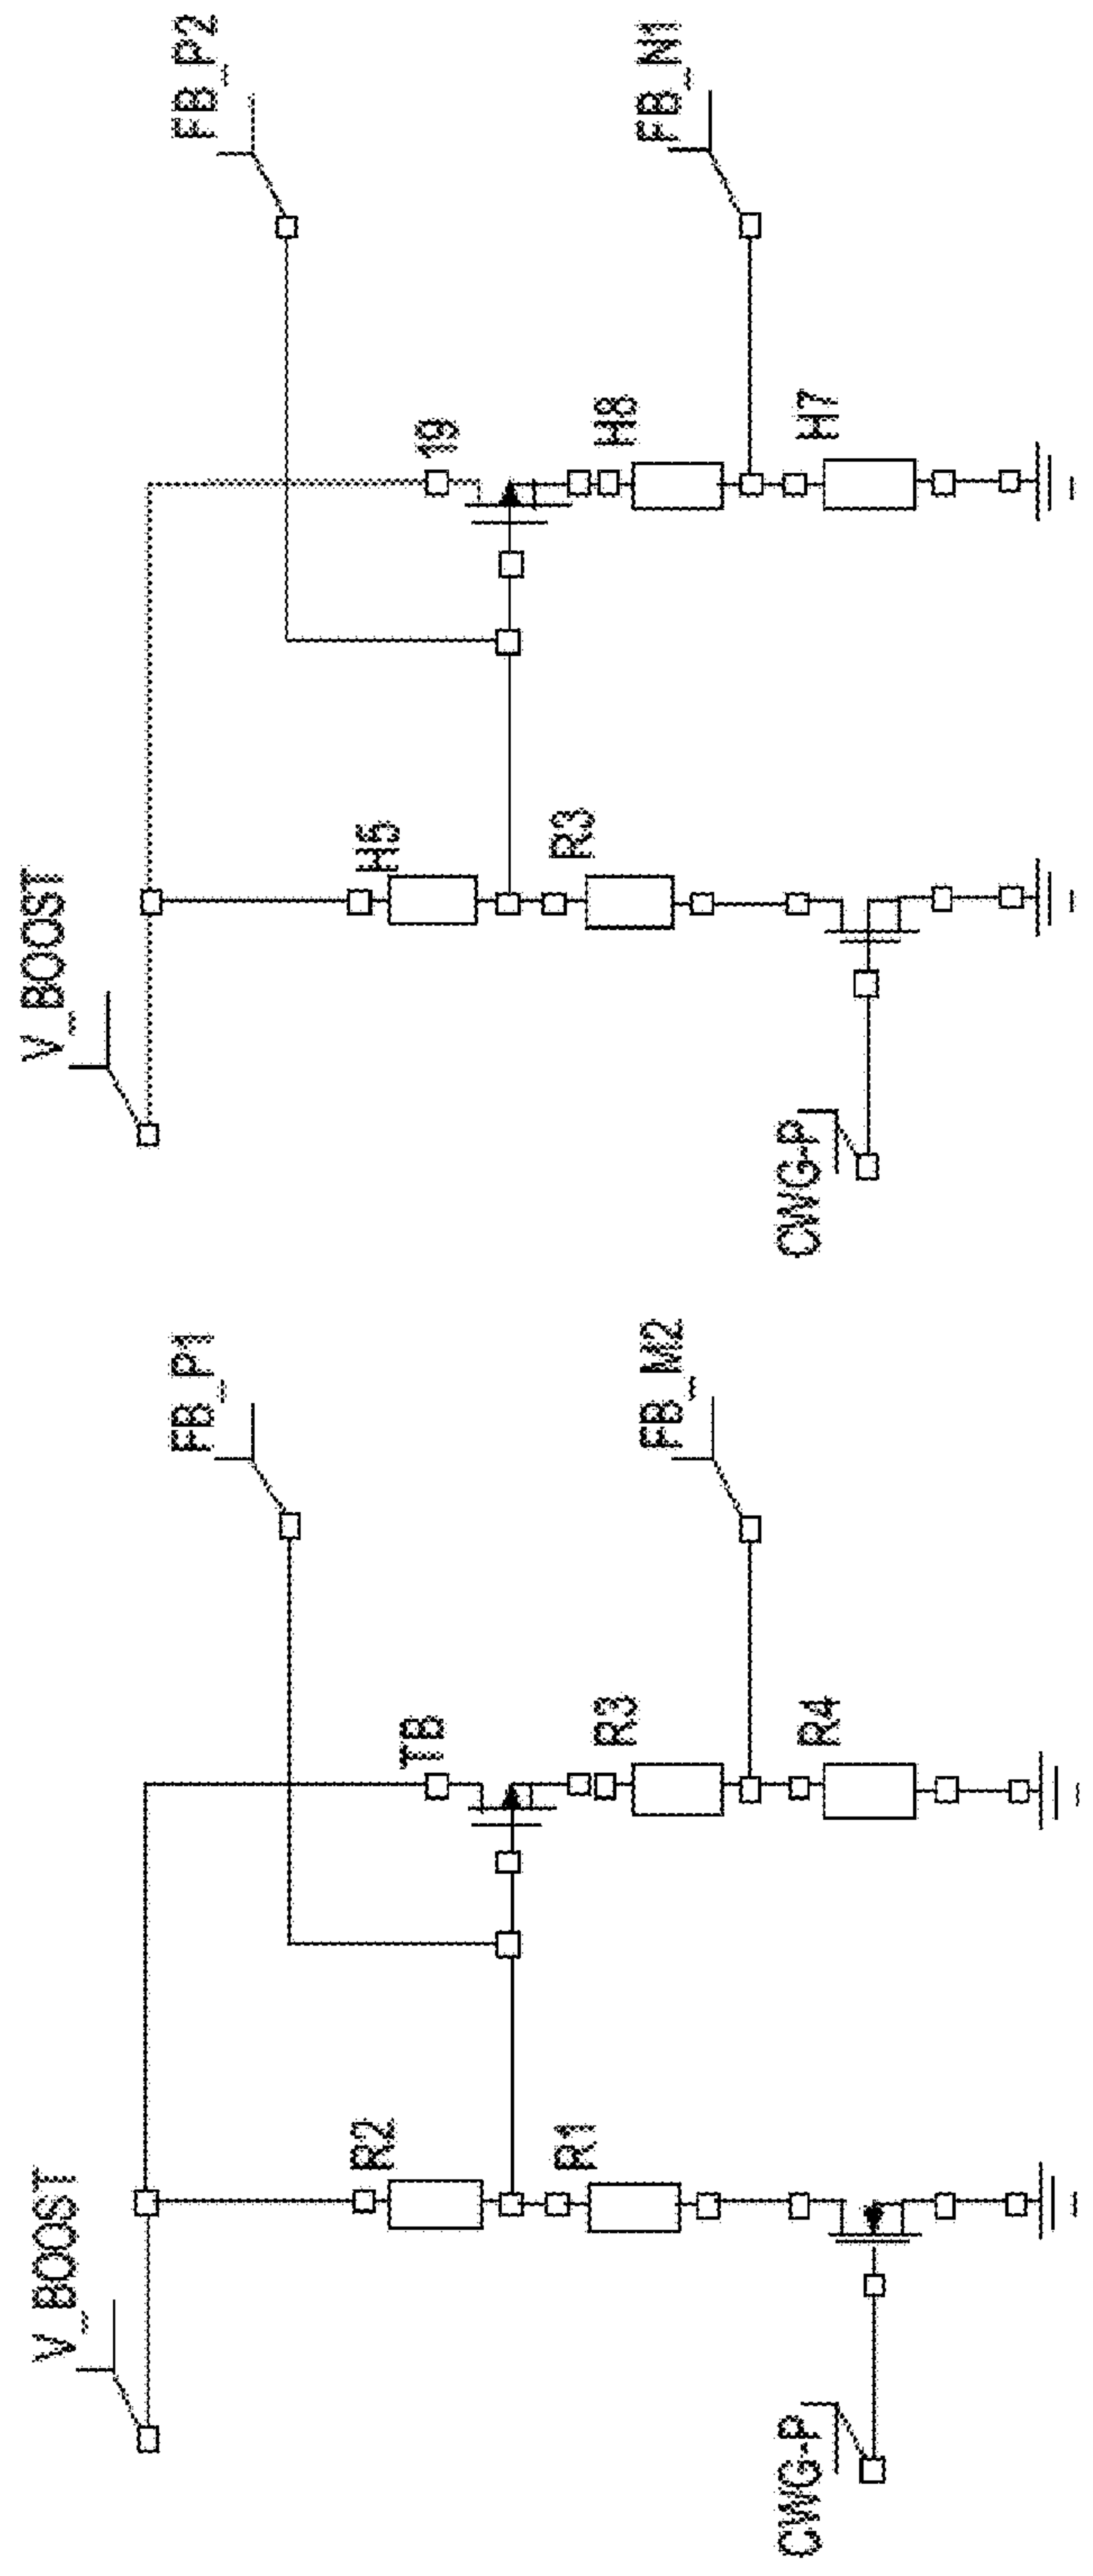 V_BOOST
FB_P1
R2
TB
R1
R3
FB_M2
R4
CWG-P
V_BOOST
FB_P2
H5
19
R3
H8
FB_N1
H7
CWG-P